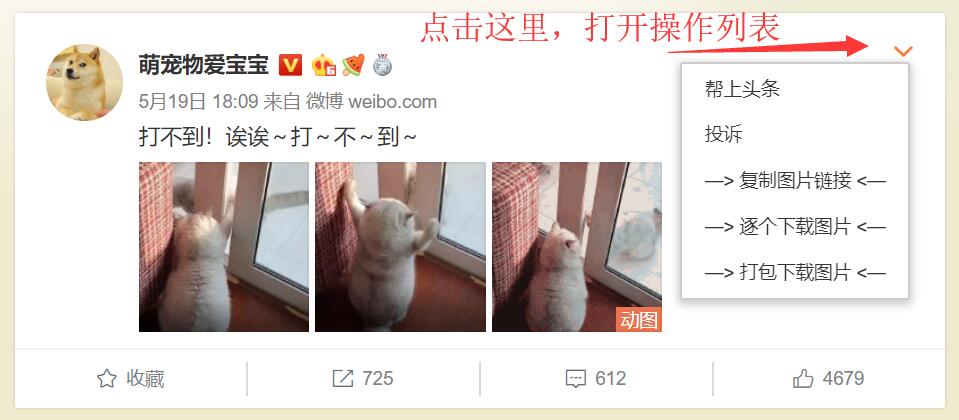 点击这里，打开操作列表
萌宠物爱宝宝
5月19日 18:09 来自 微博 weibo.com
打不到！诶诶～打～不～到～
动图
帮上头条
投诉
—> 复制图片链接 <—
—> 逐个下载图片 <—
—> 打包下载图片 <—
收藏
725
612
4679